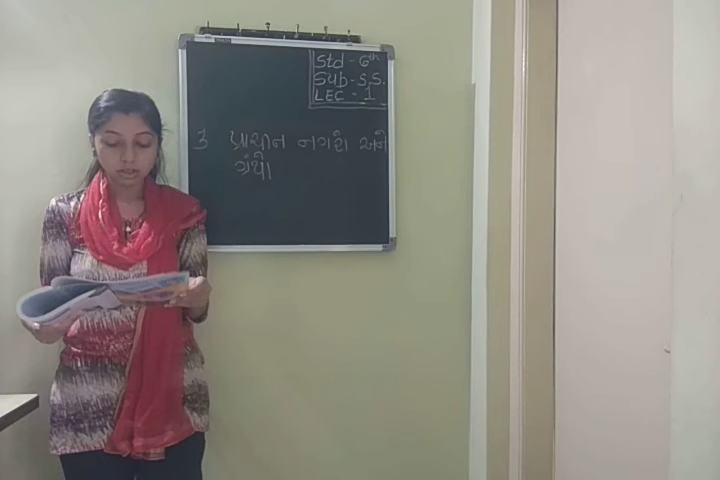 Std - 6th
Sub - S.S.
LEC - 1
3 પ્રાચીન નગરો અને
ગ્રંથો